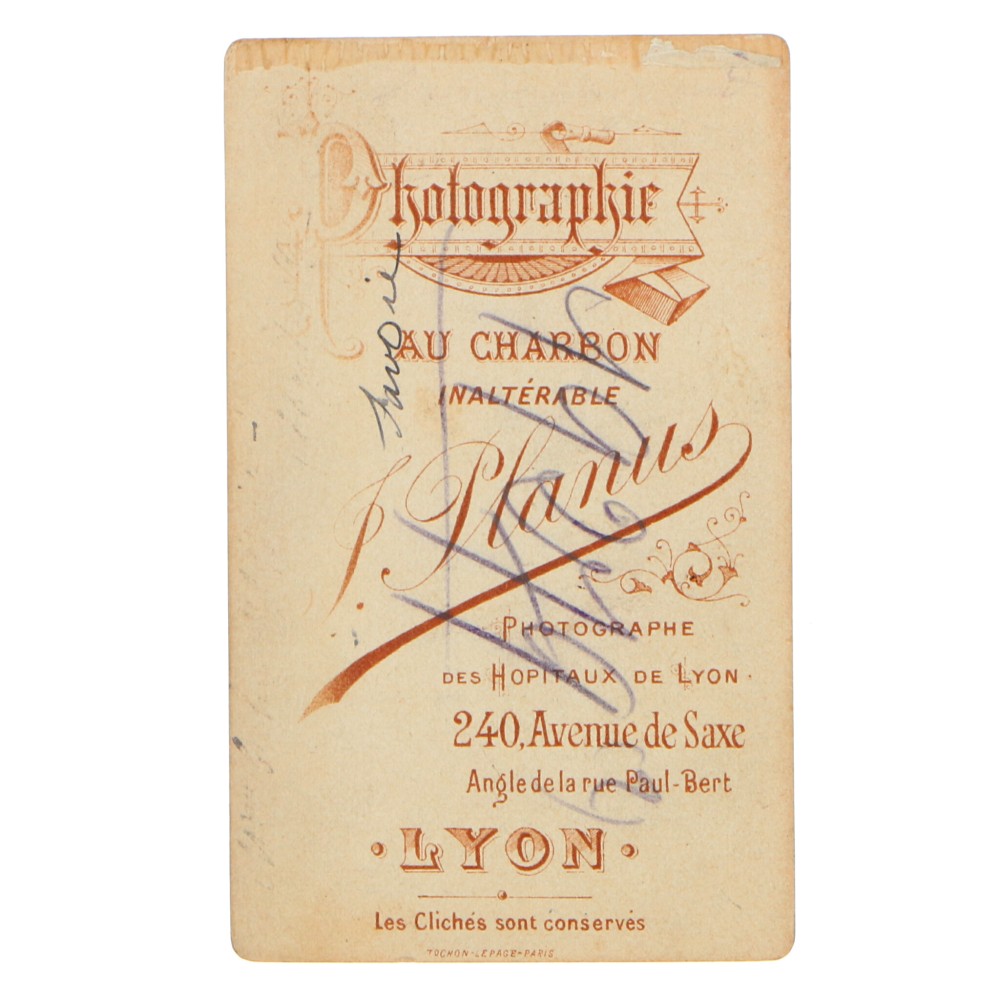 Photographie
AU CHARBON
INALTÉRABLE
J. Planus
PHOTOGRAPHE
DES HOPITAUX DE LYON
240, Avenue de Saxe
Angle de la rue Paul-Bert
LYON
Les Clichés sont conservés
TOCHON-LEPAGE-PARIS